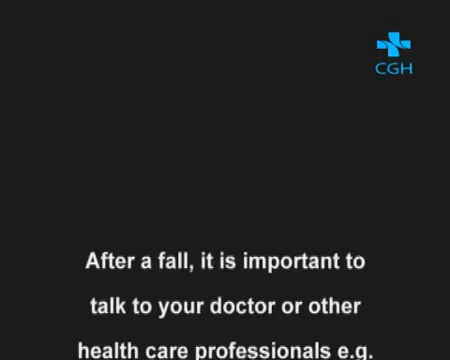 CGH
After a fall, it is important to
talk to your doctor or other
health care professionals e.g.